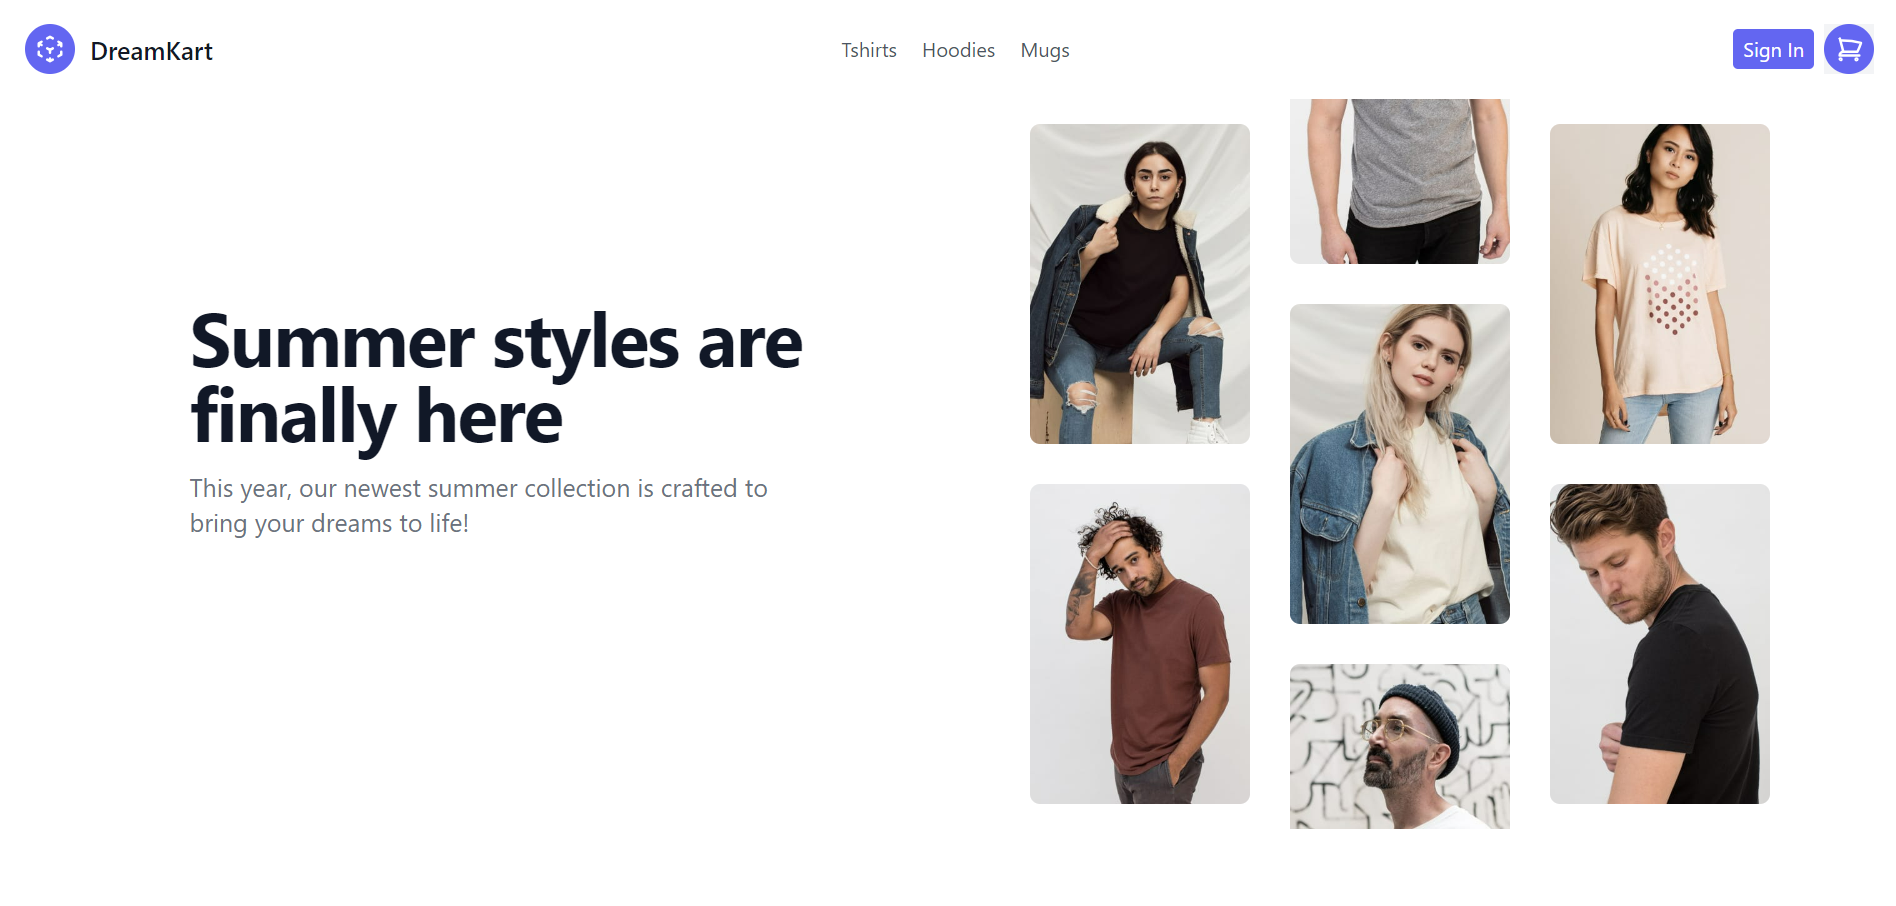 DreamKart
Tshirts Hoodies Mugs
Sign In
Summer styles are
finally here
This year, our newest summer collection is crafted to
bring your dreams to life!